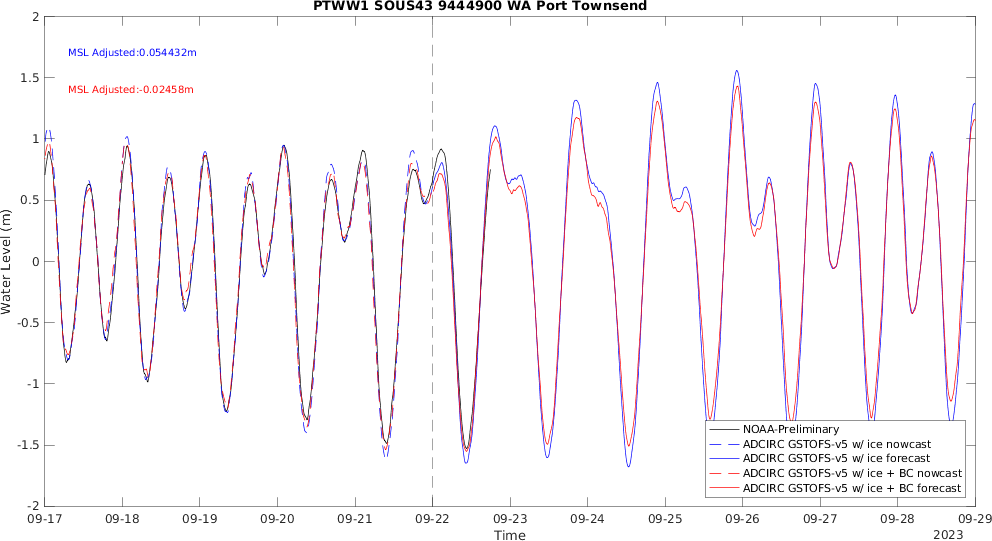 PTWW1 SOUS43 9444900 WA Port Townsend
MSL Adjusted:0.054432m
MSL Adjusted:-0.02458m
Water Level (m)
2
1.5
1
0.5
0
-0.5
-1
-1.5
-2
NOAA-Preliminary
ADCIRC GSTOFS-v5 w/ ice nowcast
ADCIRC GSTOFS-v5 w/ ice forecast
ADCIRC GSTOFS-v5 w/ ice + BC nowcast
ADCIRC GSTOFS-v5 w/ ice + BC forecast
09-17 09-18 09-19 09-20 09-21 09-22 09-23 09-24 09-25 09-26 09-27 09-28 09-29
Time
2023